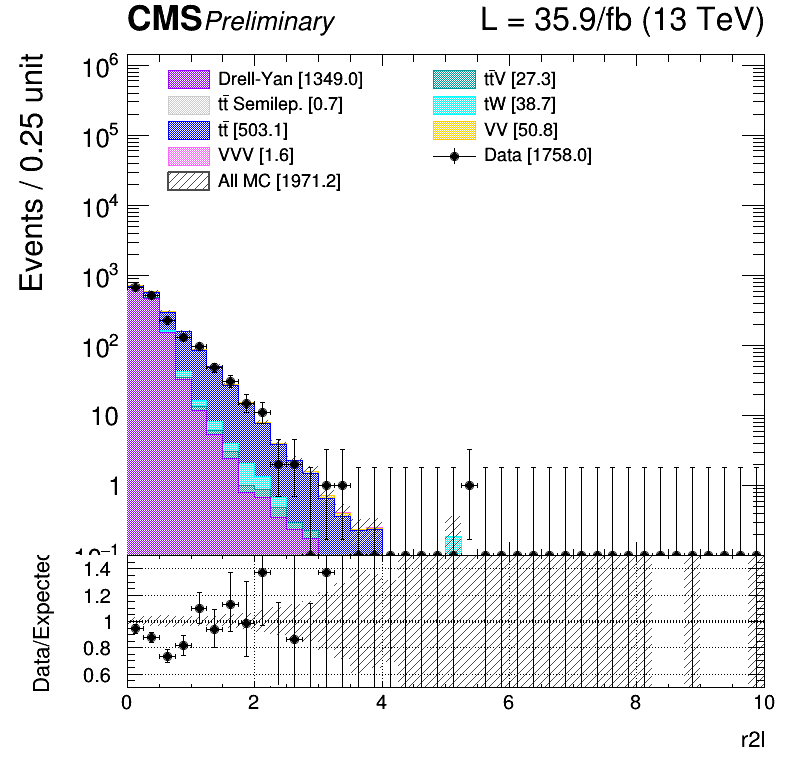 CMS Preliminary L = 35.9/fb (13 TeV)
Events / 0.25 unit
10⁶
10⁵
10⁴
10³
10²
10
1
10⁻¹
Drell-Yan [1349.0]
tt̄ Semilep. [0.7]
tt̄ [503.1]
VVV [1.6]
All MC [1971.2]
tt̄V [27.3]
tW [38.7]
VV [50.8]
Data [1758.0]
Data/Expected
1.4
1.2
1
0.8
0.6
0 2 4 6 8 10
r2l